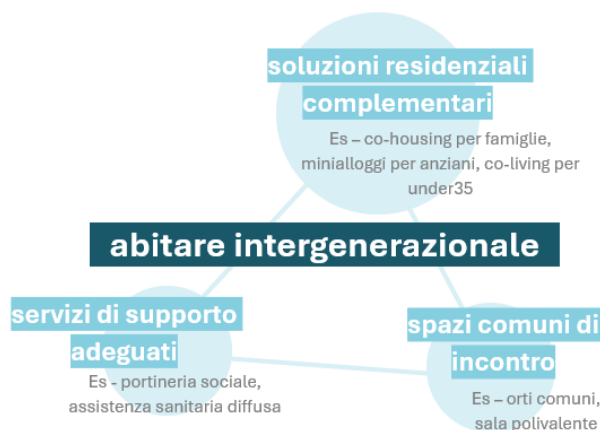 soluzioni residenziali
complementari
Es – co-housing per famiglie,
minialloggi per anziani, co-living per
under35
abitare intergenerazionale
servizi di supporto
adeguati
Es - portineria sociale,
assistenza sanitaria diffusa
spazi comuni di
incontro
Es – orti comuni,
sala polivalente